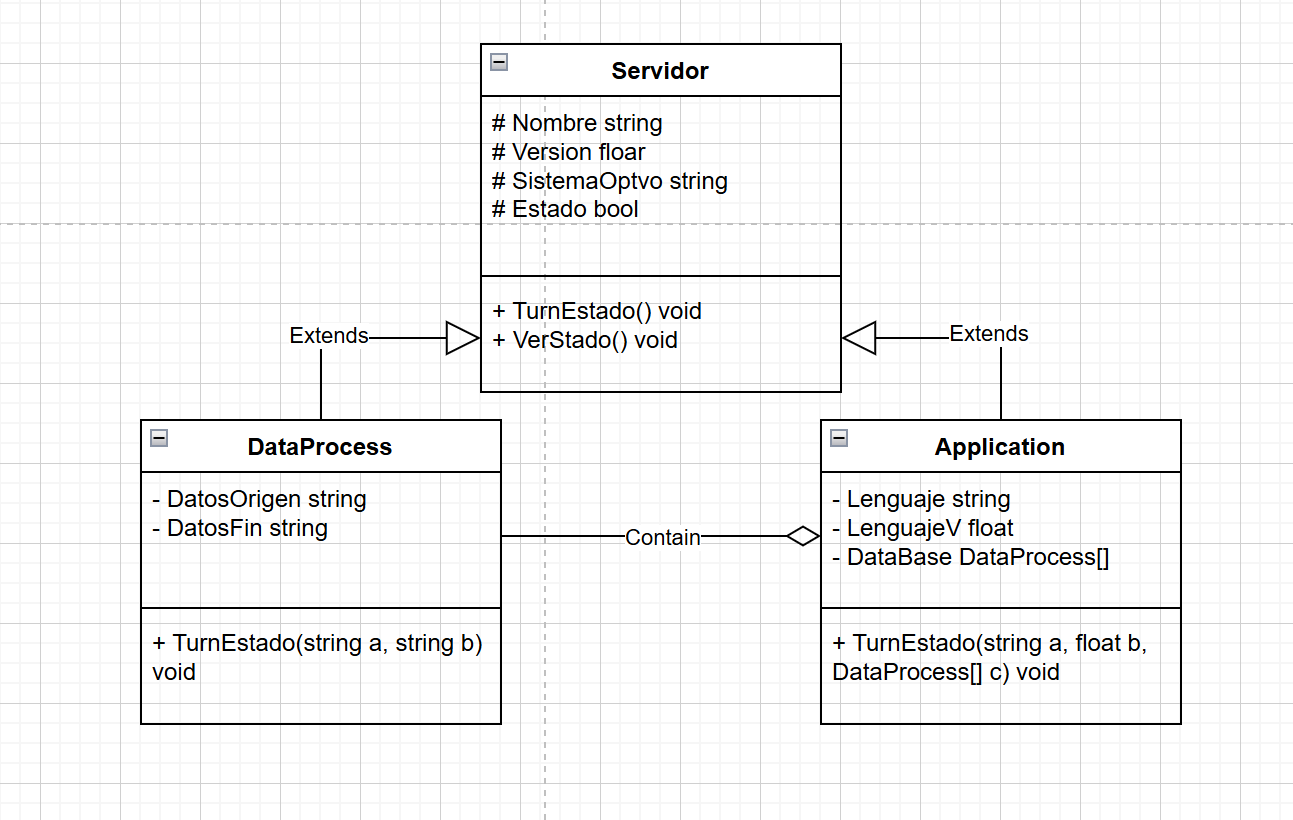 Servidor
# Nombre string
# Version floar
# SistemaOptvo string
# Estado bool
+ TurnEstado() void
+ VerStado() void
Extends
Extends
DataProcess
- DatosOrigen string
- DatosFin string
+ TurnEstado(string a, string b)
void
Contain
Application
- Lenguaje string
- LenguajeV float
- DataBase DataProcess[]
+ TurnEstado(string a, float b,
DataProcess[] c) void